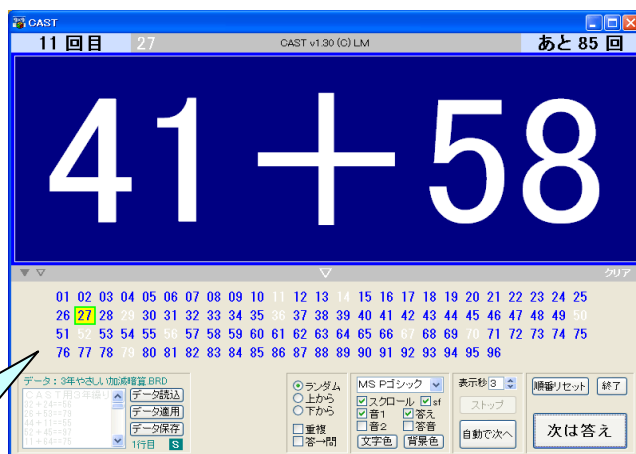 CAST
11 回目 27 CAST v1.30 (C) LM あと 85 回
41＋58
クリア
01 02 03 04 05 06 07 08 09 10 11 12 13 14 15 16 17 18 19 20 21 22 23 24 25
26 27 28 29 30 31 32 33 34 35 36 37 38 39 40 41 42 43 44 45 46 47 48 49 50
51 52 53 54 55 56 57 58 59 60 61 62 63 64 65 66 67 68 69 70 71 72 73 74 75
76 77 78 79 80 81 82 83 84 85 86 87 88 89 90 91 92 93 94 95 96
データ：3年やさしい加減暗算.BRD
データ読込
データ適用
データ保存
1行目 S
ランダム
上から
下から
重複
答→問
MS Pゴシック
スクロール sf
音1 答え
音2 答音
文字色 背景色
表示秒 3
ストップ
自動で次へ
順番リセット 終了
次は答え